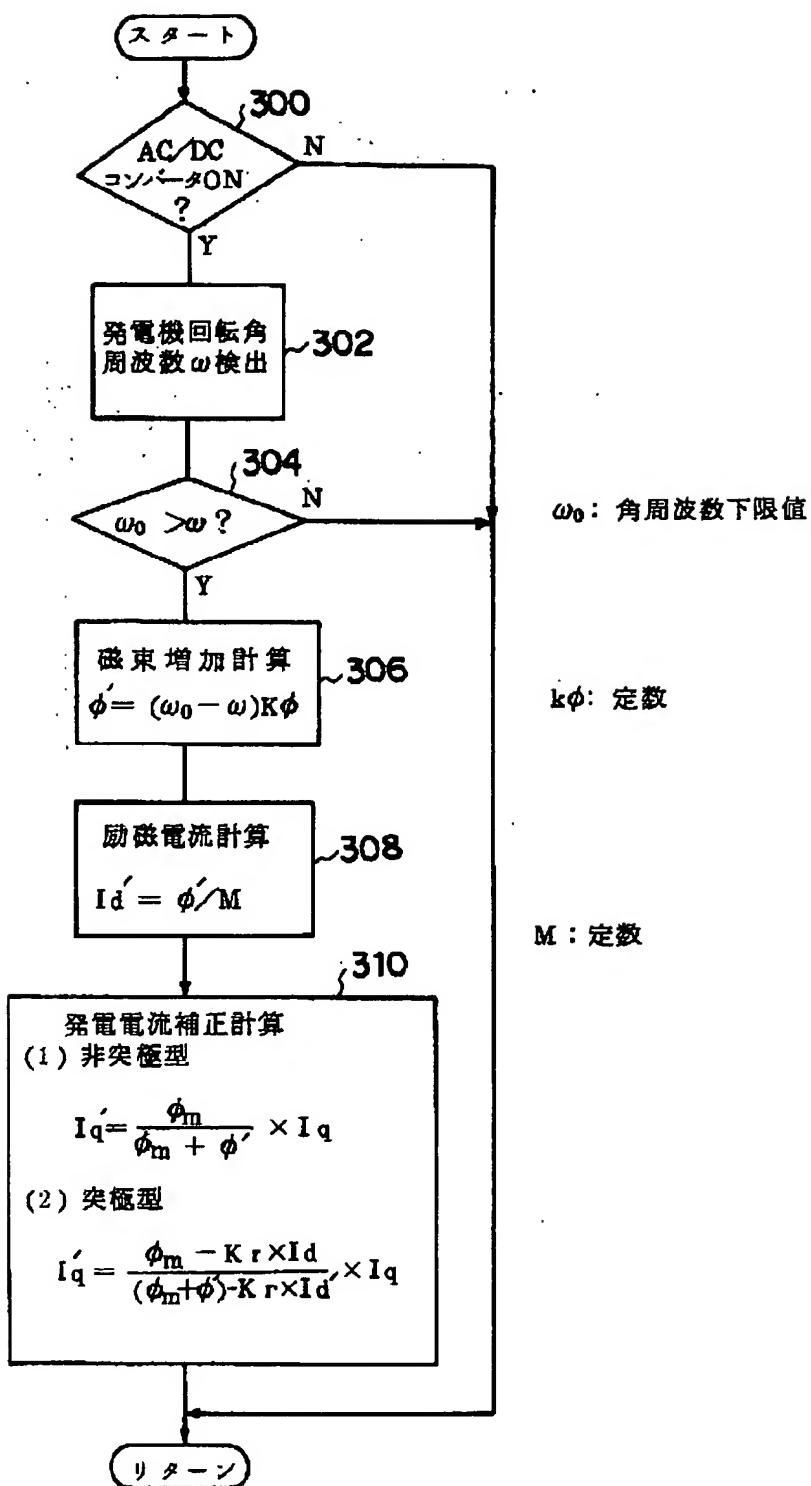 スタート
300
AC/DC
コンバータON
?
N
Y
発電機回転角
周波数ω検出
302
304
ω₀ >ω ?
N
Y
ω₀: 角周波数下限値
磁束増加計算
φ′= (ω₀-ω)Kφ
306
kφ: 定数
励磁電流計算
Id′ = φ′/M
308
M : 定数
310
発電電流補正計算
(1) 非突極型
Iq′= φm / (φm + φ′) × Iq
(2) 突極型
Iq′ = (φm - Kr×Id) / ((φm+φ′)-Kr×Id′) × Iq
リターン